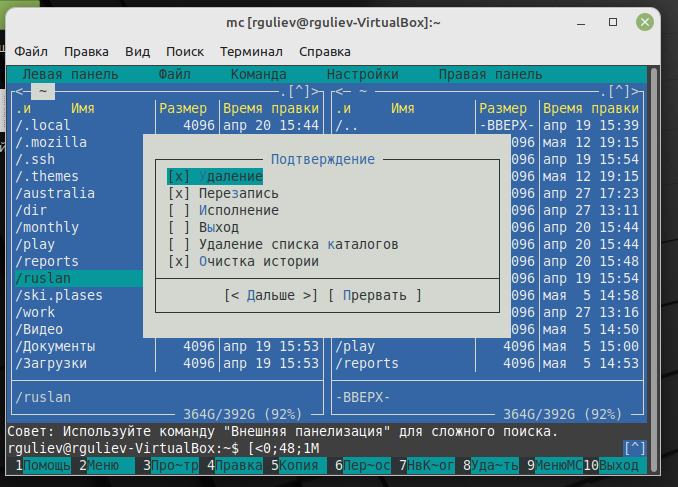 mc [rguliev@rguliev-VirtualBox]:~
Файл Правка Вид Поиск Терминал Справка
Левая панель Файл Команда Настройки Правая панель
<─ ~ .[^]> <─ ~ .[^]>
.и Имя Размер Время правки .и Имя Размер Время правки
/.local 4096 апр 20 15:44 /.. -ВВЕРХ- апр 19 15:39
/.mozilla 096 мая 12 19:15
/.ssh 096 апр 19 15:54
/.themes 096 мая 12 19:15
/australia 096 апр 27 17:23
/dir 096 апр 27 13:11
/monthly 096 апр 20 15:44
/play 096 апр 20 15:44
/reports 096 апр 20 15:48
/ruslan 096 апр 19 15:54
/ski.plases 096 мая 5 14:58
/work 096 апр 27 13:16
/Видео 096 мая 5 14:50
/Документы 4096 апр 19 15:53 /play 4096 мая 5 15:00
/Загрузки 4096 апр 19 15:53 /reports 4096 мая 5 14:53
Подтверждение
[x] Удаление
[x] Перезапись
[ ] Исполнение
[ ] Выход
[ ] Удаление списка каталогов
[x] Очистка истории
[< Дальше >] [ Прервать ]
/ruslan -ВВЕРХ-
364G/392G (92%) 364G/392G (92%)
Совет: Используйте команду "Внешняя панелизация" для сложного поиска.
rguliev@rguliev-VirtualBox:~$ [<0;48;1M [^]
1Помощь 2Меню 3Про~тр 4Правка 5Копия 6Пер~ос 7НвК~ог 8Уда~ть 9МенюМС 10Выход